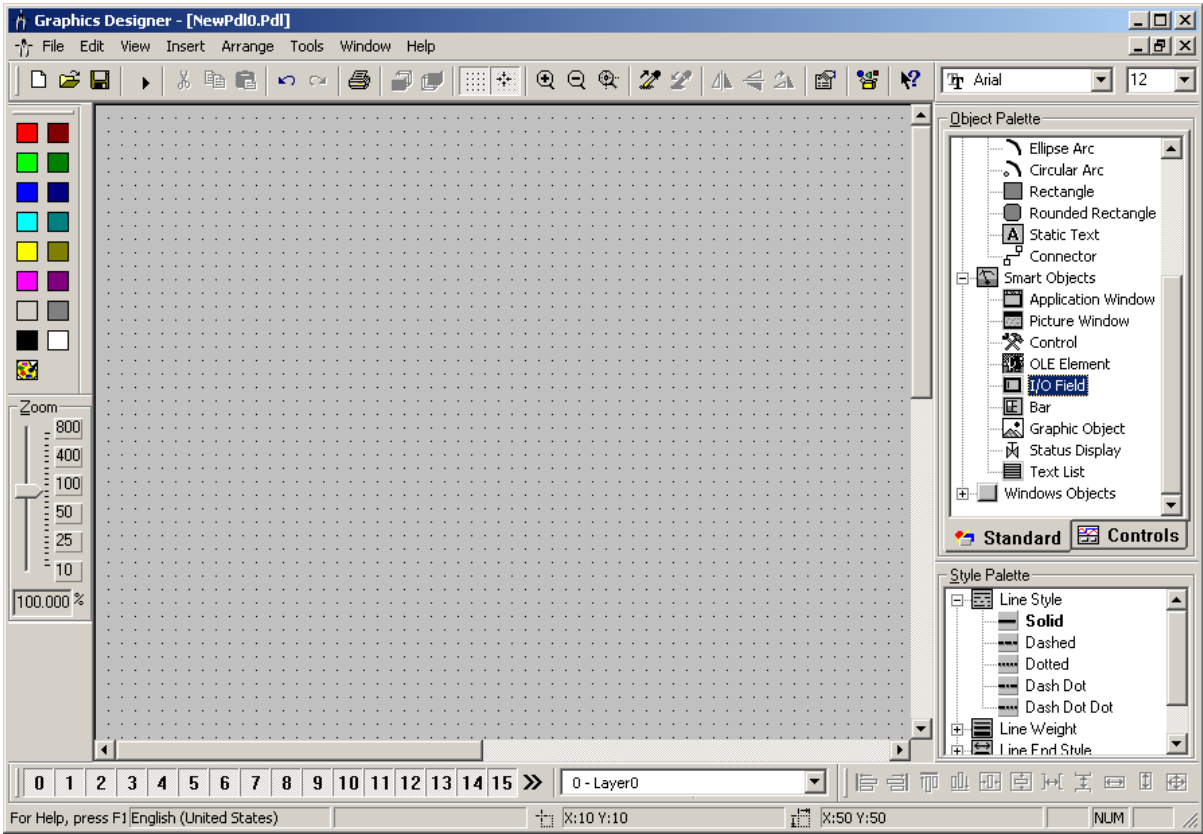 Graphics Designer - [NewPdl0.Pdl]
File Edit View Insert Arrange Tools Window Help
Arial 12
Object Palette
Ellipse Arc
Circular Arc
Rectangle
Rounded Rectangle
A Static Text
Connector
Smart Objects
Application Window
Picture Window
Control
OLE Element
I/O Field
Bar
Graphic Object
Status Display
Text List
Windows Objects
Standard Controls
Zoom
800
400
100
50
25
10
100.000 %
Style Palette
Line Style
Solid
Dashed
Dotted
Dash Dot
Dash Dot Dot
Line Weight
Line End Style
0 1 2 3 4 5 6 7 8 9 10 11 12 13 14 15 0 - Layer0
For Help, press F1 English (United States) X:10 Y:10 X:50 Y:50 NUM